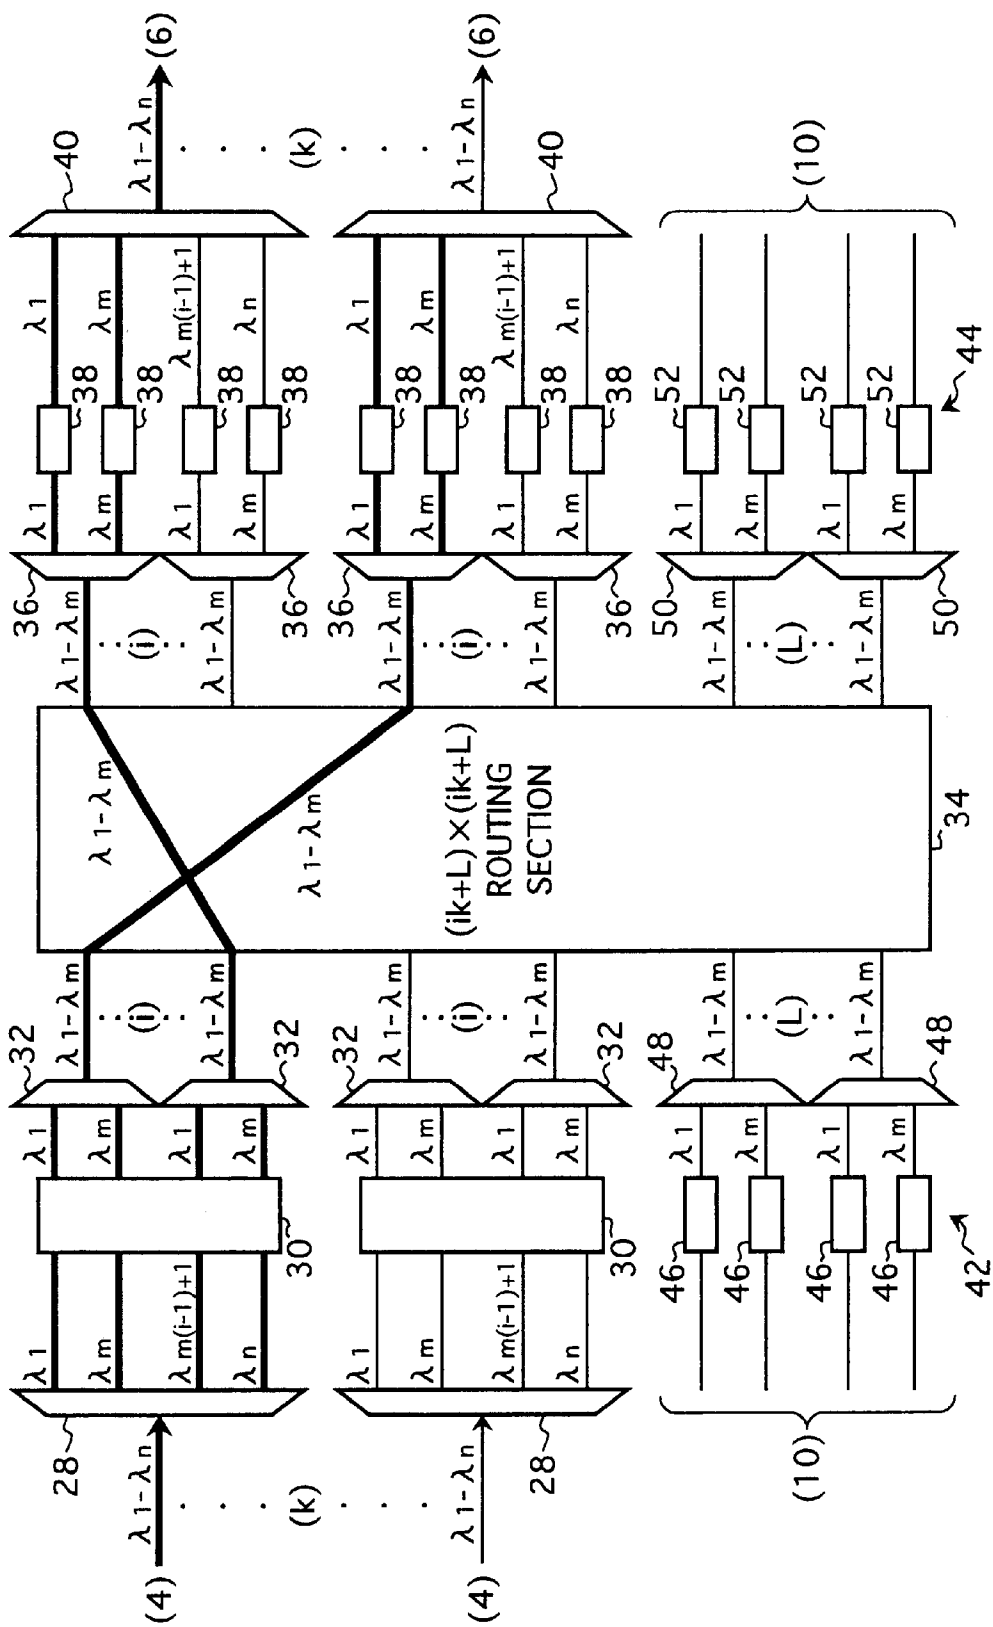 28
λ1-λn
(4)
λ1
λm
λm(i-1)+1
λn
30
λ1
λm
λ1
λm
32
32
λ1-λm
(i)
λ1-λm
λ1-λm
λ1-λm
36
36
λ1-λm
(i)
λ1-λm
λ1
λm
λ1
λm
38
38
38
38
λ1
λm
λm(i-1)+1
λn
40
λ1-λn
(6)
(k)
(k)
λ1-λn
(4)
28
λ1
λm
λm(i-1)+1
λn
30
λ1
λm
λ1
λm
32
32
λ1-λm
(i)
λ1-λm
(ik+L)×(ik+L)
ROUTING
SECTION
34
36
36
λ1-λm
(i)
λ1-λm
λ1
λm
λ1
λm
38
38
38
38
λ1
λm
λm(i-1)+1
λn
40
λ1-λn
(6)
(10)
46
46
46
46
42
λ1
λm
λ1
λm
48
48
λ1-λm
(L)
λ1-λm
λ1-λm
(L)
λ1-λm
50
50
λ1
λm
λ1
λm
52
52
52
52
44
(10)